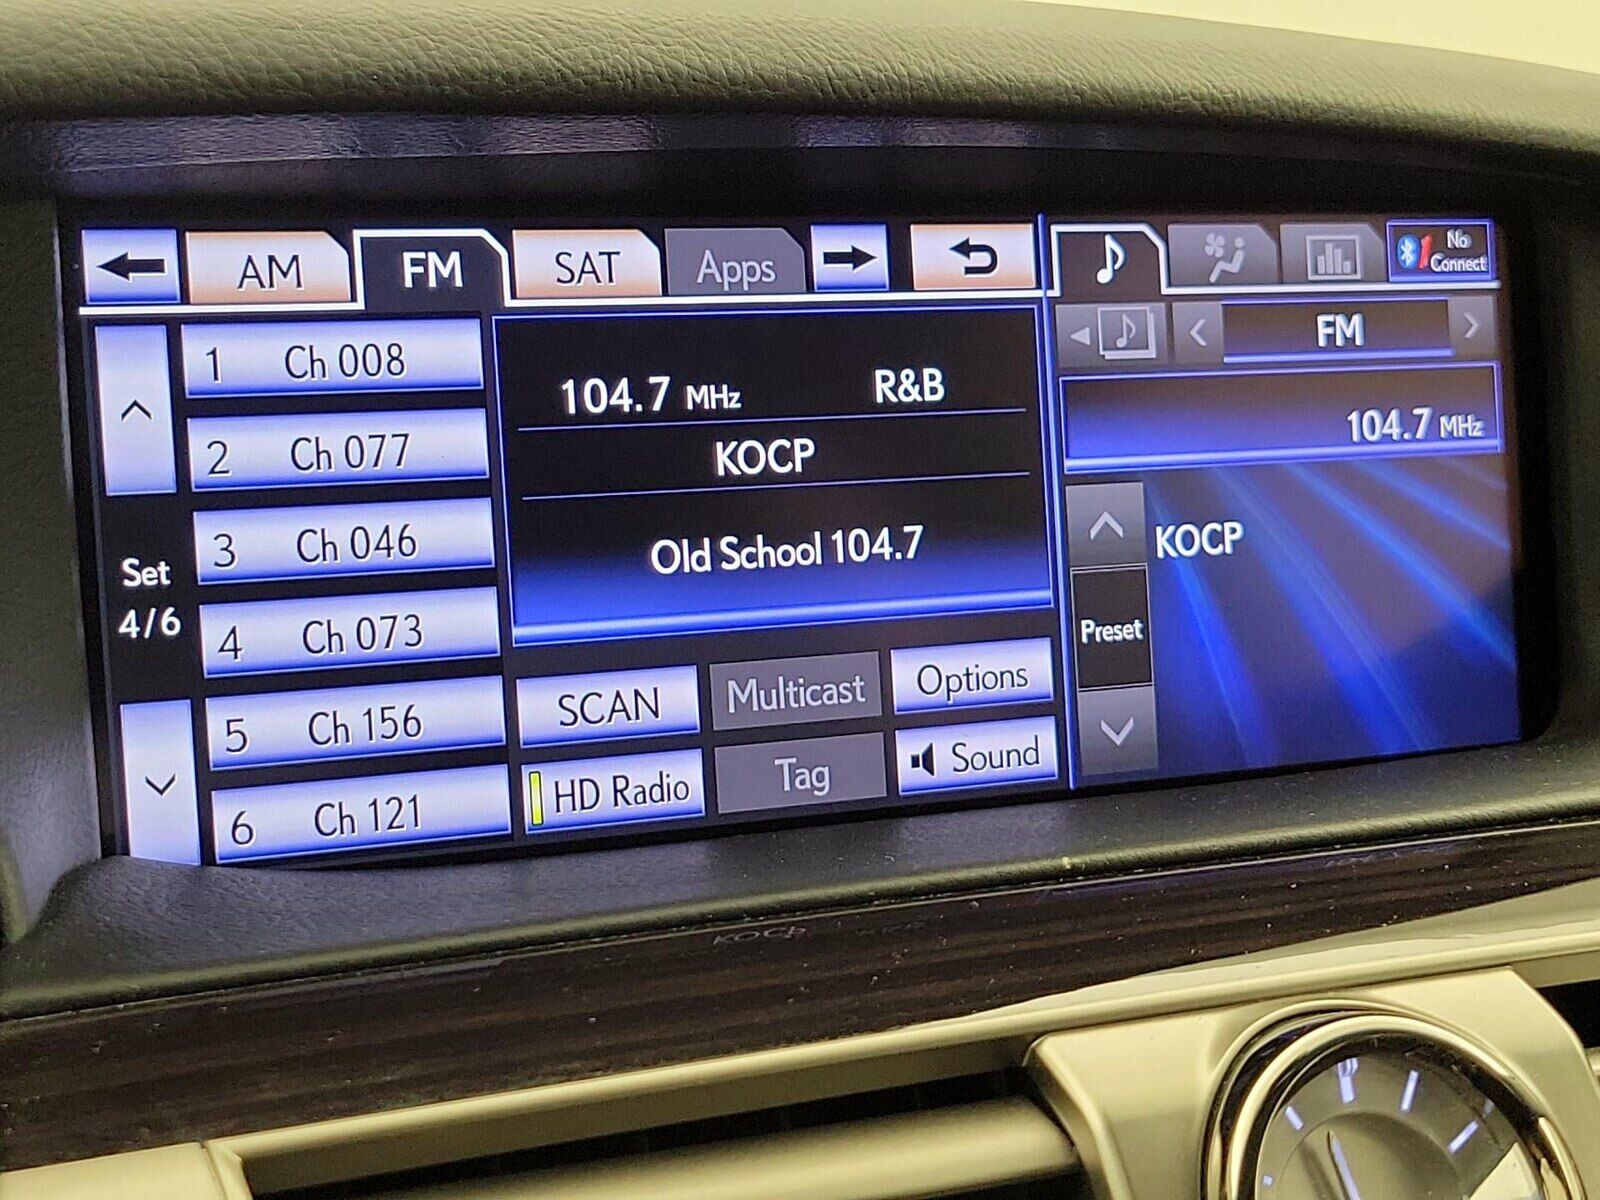 AM FM SAT Apps
No
Connect
1 Ch 008
2 Ch 077
3 Ch 046
4 Ch 073
5 Ch 156
6 Ch 121
Set
4/6
104.7 MHz R&B
KOCP
Old School 104.7
SCAN Multicast Options
HD Radio Tag Sound
FM
104.7 MHz
KOCP
Preset